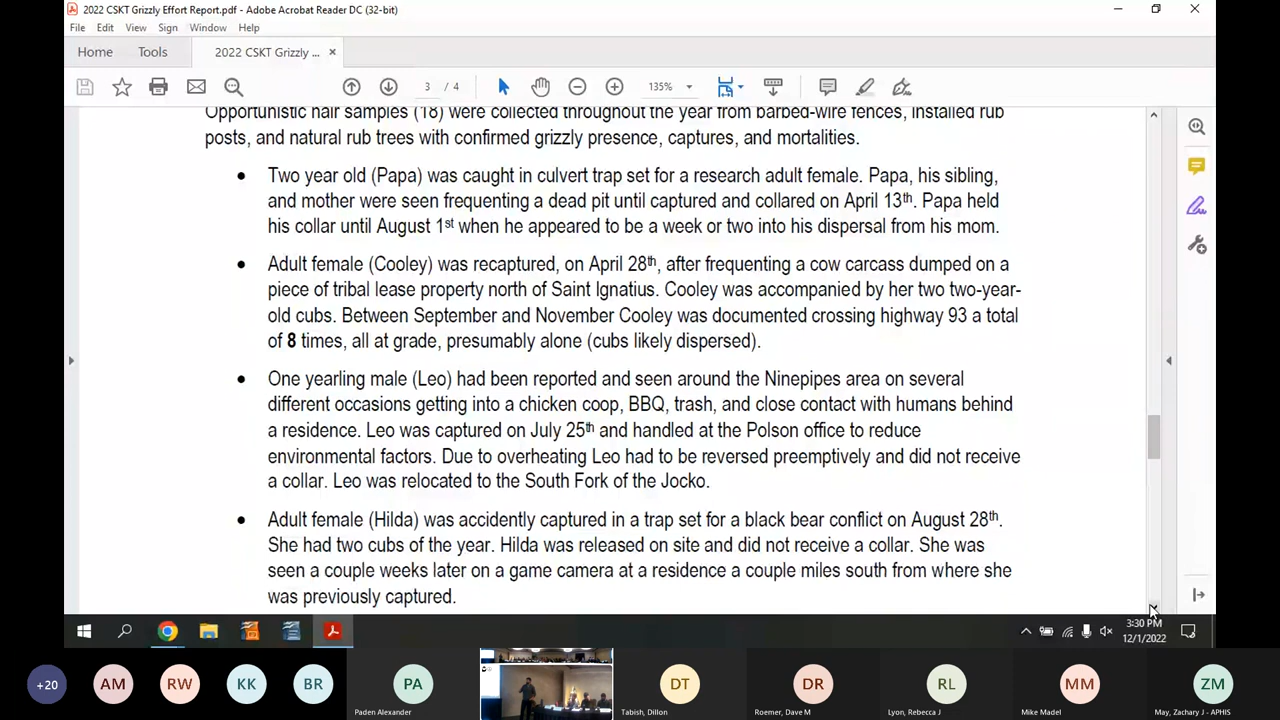 2022 CSKT Grizzly Effort Report.pdf - Adobe Acrobat Reader DC (32-bit)
File Edit View Sign Window Help
Home Tools 2022 CSKT Grizzly ... ×
3 / 4 135%
Opportunistic hair samples (18) were collected throughout the year from barbed-wire fences, installed rub
posts, and natural rub trees with confirmed grizzly presence, captures, and mortalities.
• Two year old (Papa) was caught in culvert trap set for a research adult female. Papa, his sibling,
and mother were seen frequenting a dead pit until captured and collared on April 13th. Papa held
his collar until August 1st when he appeared to be a week or two into his dispersal from his mom.
• Adult female (Cooley) was recaptured, on April 28th, after frequenting a cow carcass dumped on a
piece of tribal lease property north of Saint Ignatius. Cooley was accompanied by her two two-year-
old cubs. Between September and November Cooley was documented crossing highway 93 a total
of 8 times, all at grade, presumably alone (cubs likely dispersed).
• One yearling male (Leo) had been reported and seen around the Ninepipes area on several
different occasions getting into a chicken coop, BBQ, trash, and close contact with humans behind
a residence. Leo was captured on July 25th and handled at the Polson office to reduce
environmental factors. Due to overheating Leo had to be reversed preemptively and did not receive
a collar. Leo was relocated to the South Fork of the Jocko.
• Adult female (Hilda) was accidently captured in a trap set for a black bear conflict on August 28th.
She had two cubs of the year. Hilda was released on site and did not receive a collar. She was
seen a couple weeks later on a game camera at a residence a couple miles south from where she
was previously captured.
3:30 PM
12/1/2022
+20 AM RW KK BR PA DT DR RL MM ZM
Paden Alexander Tabish, Dillon Roemer, Dave M Lyon, Rebecca J Mike Madel May, Zachary J - APHIS